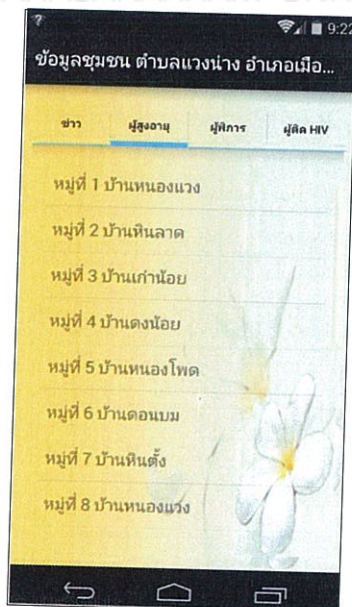 ? 9:22
ข้อมูลชุมชน ตำบลแวงน่าง อำเภอเมือ...
ข่าว ผู้สูงอายุ ผู้พิการ ผู้ติด HIV
หมู่ที่ 1 บ้านหนองแวง
หมู่ที่ 2 บ้านหินลาด
หมู่ที่ 3 บ้านเก่าน้อย
หมู่ที่ 4 บ้านดงน้อย
หมู่ที่ 5 บ้านหนองโพด
หมู่ที่ 6 บ้านดอนบม
หมู่ที่ 7 บ้านหินตั้ง
หมู่ที่ 8 บ้านหนองแวง